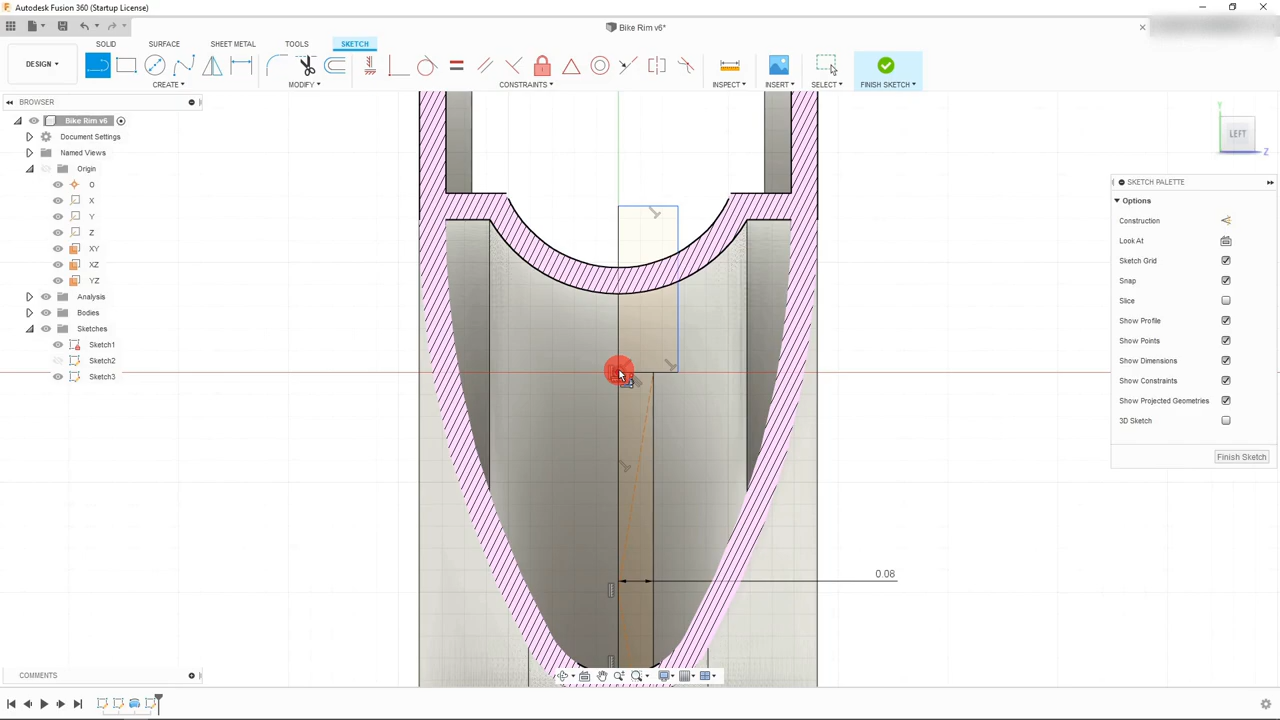 Autodesk Fusion 360 (Startup License)
Bike Rim v6*
SOLID SURFACE SHEET METAL TOOLS SKETCH
DESIGN
CREATE MODIFY CONSTRAINTS INSPECT INSERT SELECT FINISH SKETCH
BROWSER
Bike Rim v6
Document Settings
Named Views
Origin
O
X
Y
Z
XY
XZ
YZ
Analysis
Bodies
Sketches
Sketch1
Sketch2
Sketch3
Y
LEFT
Z
SKETCH PALETTE
Options
Construction
Look At
Sketch Grid
Snap
Slice
Show Profile
Show Points
Show Dimensions
Show Constraints
Show Projected Geometries
3D Sketch
Finish Sketch
0.08
COMMENTS